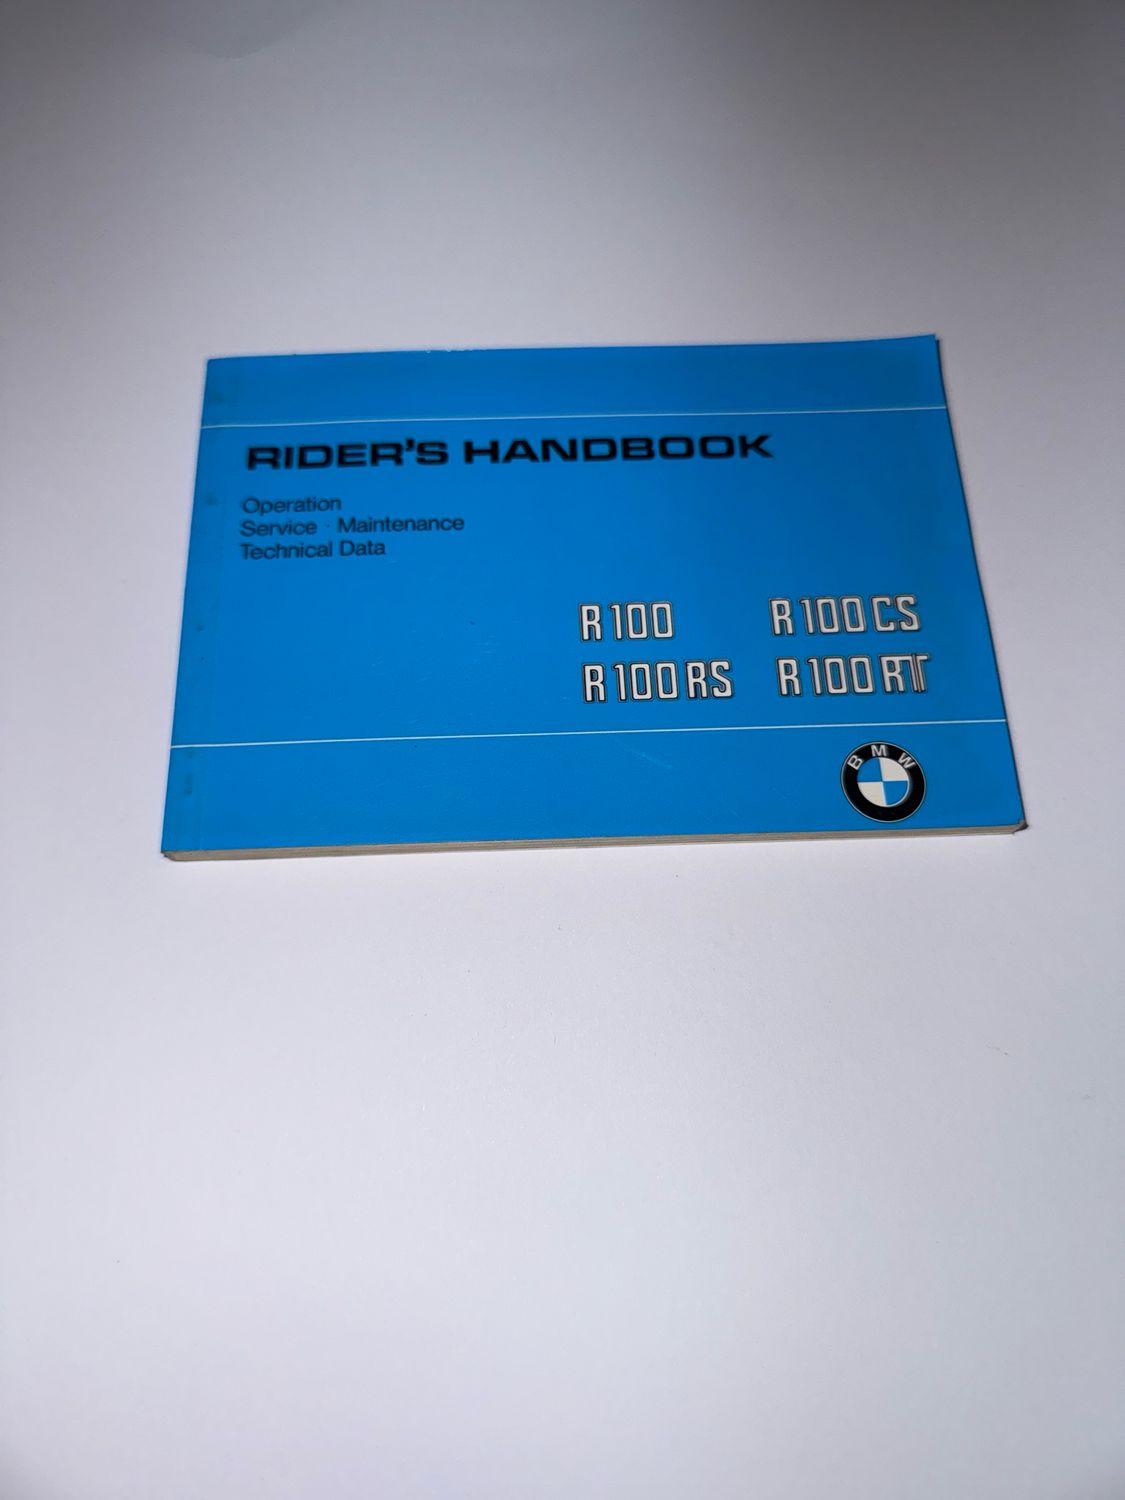 RIDER'S HANDBOOK
Operation
Service · Maintenance
Technical Data
R 100
R 100 CS
R 100 RS
R 100 RT
BMW